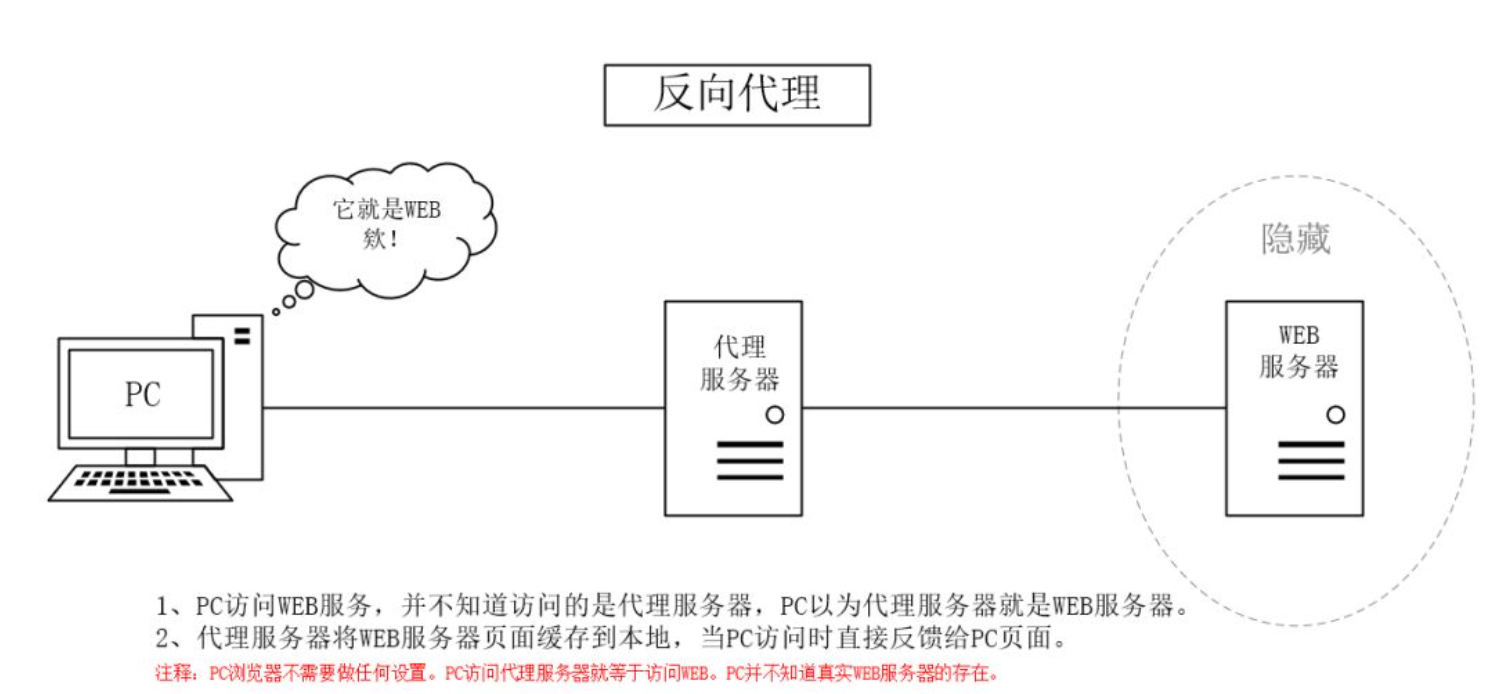 反向代理
它就是WEB
欸!
隐藏
PC
代理
服务器
WEB
服务器
1、PC访问WEB服务，并不知道访问的是代理服务器，PC以为代理服务器就是WEB服务器。
2、代理服务器将WEB服务器页面缓存到本地，当PC访问时直接反馈给PC页面。
注释：PC浏览器不需要做任何设置。PC访问代理服务器就等于访问WEB。PC并不知道真实WEB服务器的存在。